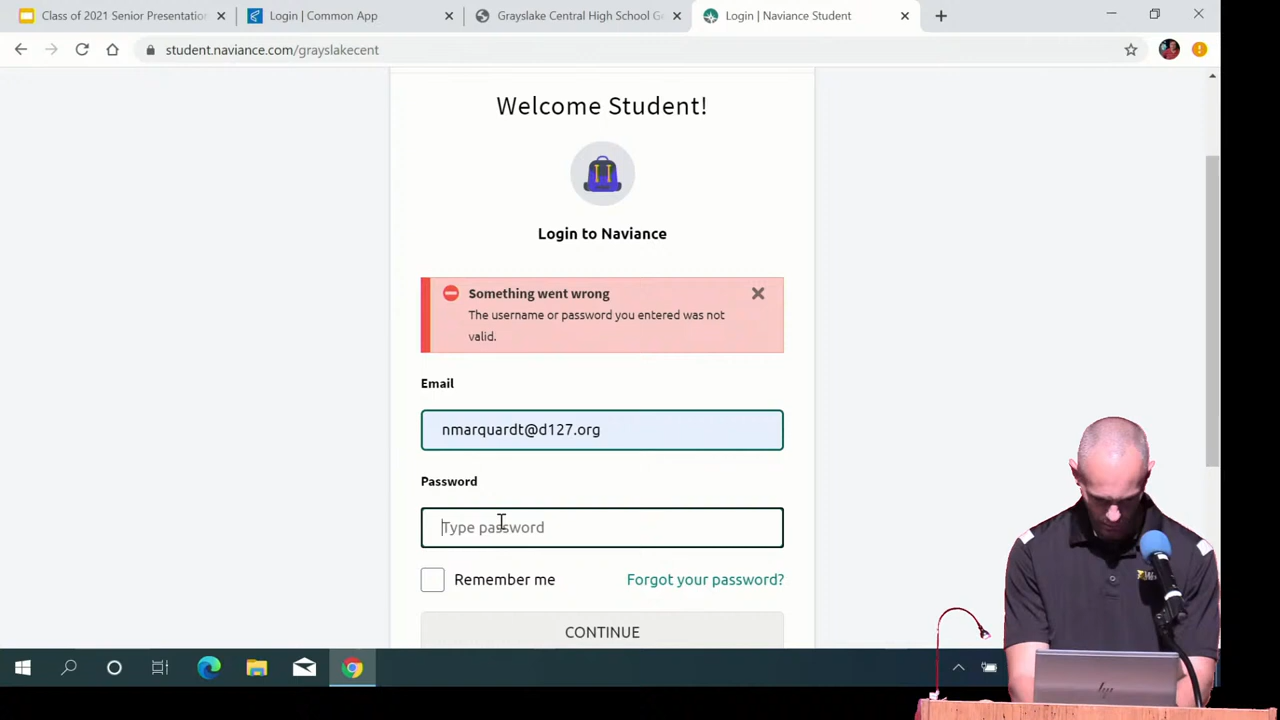 Class of 2021 Senior Presentatio
Login | Common App
Grayslake Central High School G
Login | Naviance Student
student.naviance.com/grayslakecent
Welcome Student!
Login to Naviance
Something went wrong
The username or password you entered was not
valid.
Email
nmarquardt@d127.org
Password
Type password
Remember me
Forgot your password?
CONTINUE
hp